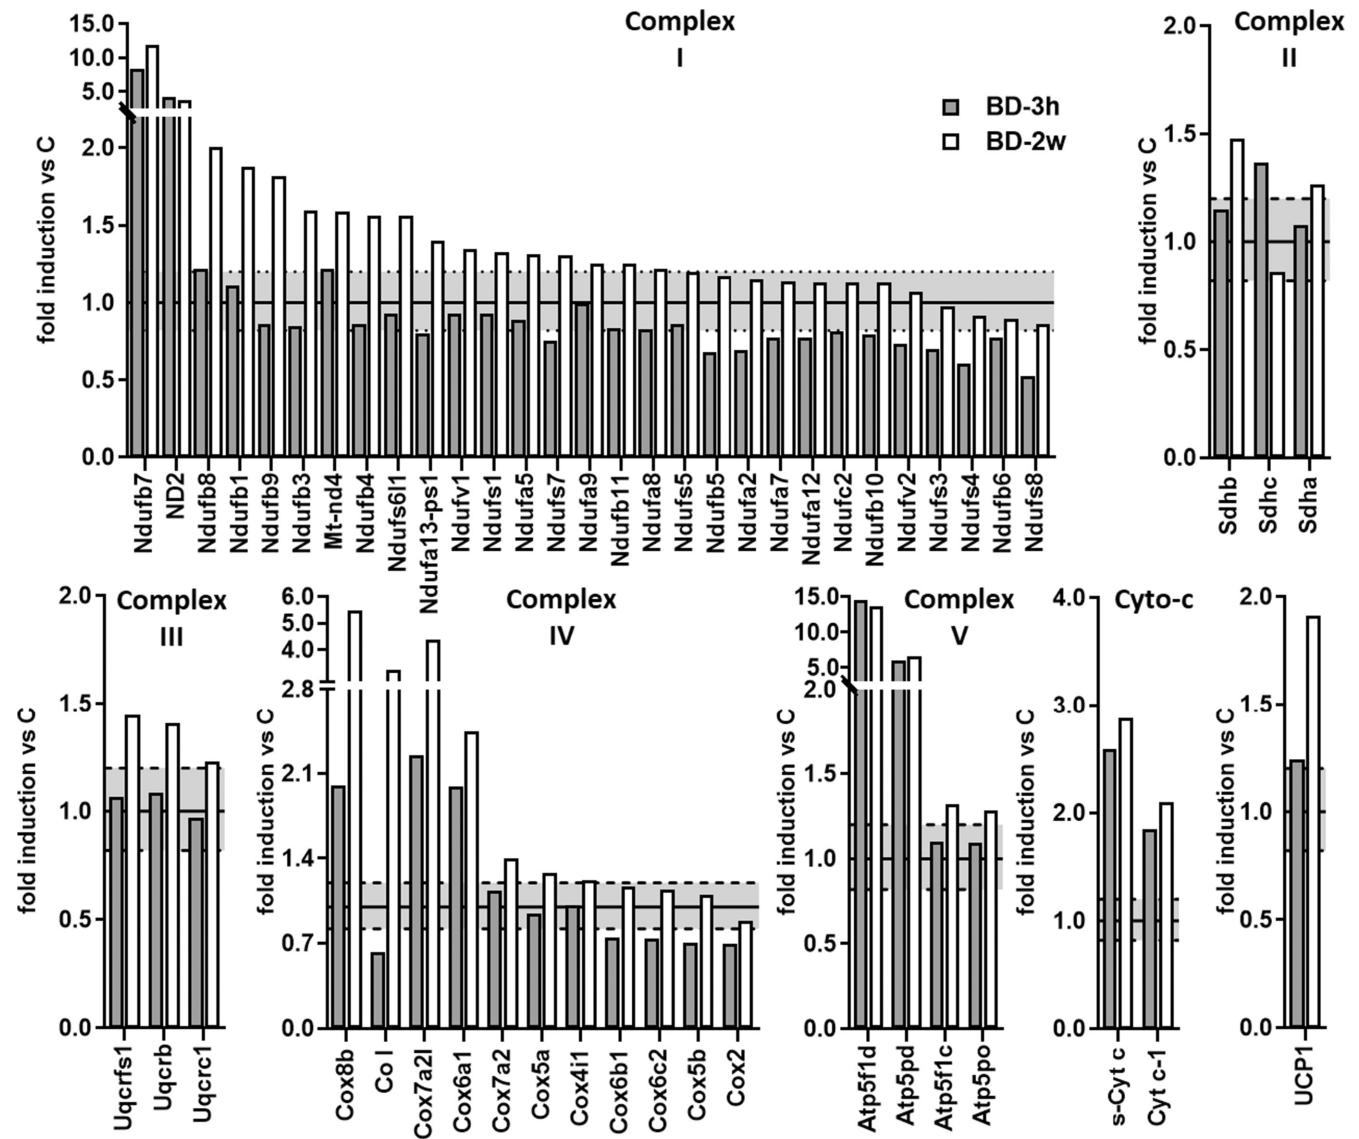 Complex
I
fold induction vs C
15.0
10.0
5.0
2.0
1.5
1.0
0.5
0.0
BD-3h
BD-2w
Ndufb7
ND2
Ndufb8
Ndufb1
Ndufb9
Ndufb3
Mt-nd4
Ndufb4
Ndufs6l1
Ndufa13-ps1
Ndufv1
Ndufs1
Ndufa5
Ndufs7
Ndufa9
Ndufb11
Ndufa8
Ndufs5
Ndufb5
Ndufa2
Ndufa7
Ndufa12
Ndufc2
Ndufb10
Ndufv2
Ndufs3
Ndufs4
Ndufb6
Ndufs8
Complex
II
fold induction vs C
2.0
1.5
1.0
0.5
0.0
Sdhb
Sdhc
Sdha
Complex
III
fold induction vs C
2.0
1.5
1.0
0.5
0.0
Uqcrfs1
Uqcrb
Uqcrc1
Complex
IV
fold induction vs C
6.0
5.0
4.0
2.8
2.1
1.4
0.7
0.0
Cox8b
Co I
Cox7a2l
Cox6a1
Cox7a2
Cox5a
Cox4i1
Cox6b1
Cox6c2
Cox5b
Cox2
Complex
V
fold induction vs C
15.0
10.0
5.0
2.0
1.5
1.0
0.5
0.0
Atp5f1d
Atp5pd
Atp5f1c
Atp5po
Cyto-c
fold induction vs C
4.0
3.0
2.0
1.0
0.0
s-Cyt c
Cyt c-1
fold induction vs C
2.0
1.5
1.0
0.5
0.0
UCP1